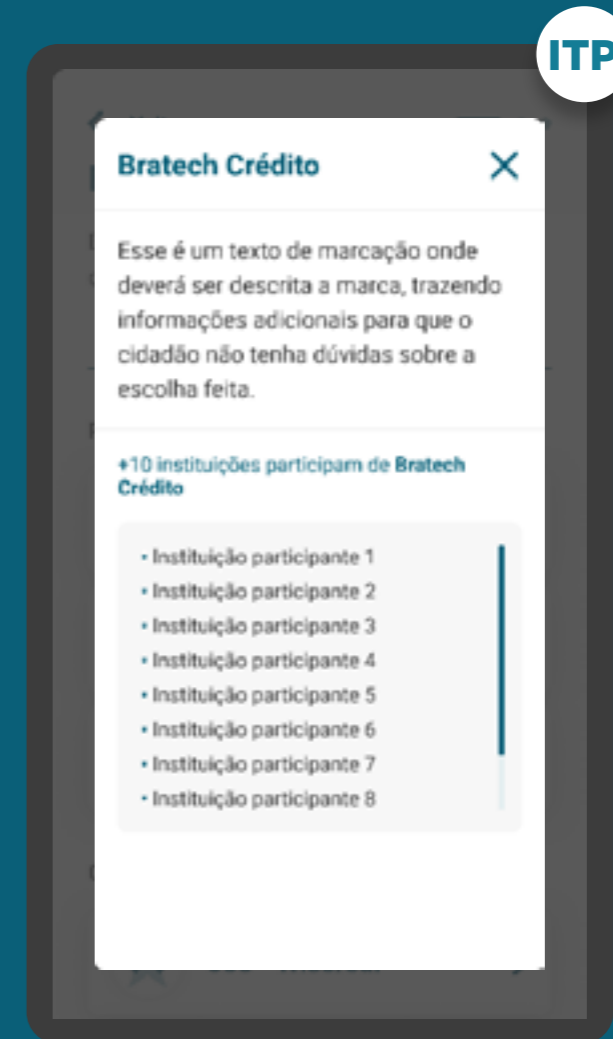 ITP
Bratech Crédito
Esse é um texto de marcação onde
deverá ser descrita a marca, trazendo
informações adicionais para que o
cidadão não tenha dúvidas sobre a
escolha feita.
+10 instituições participam de Bratech
Crédito
• Instituição participante 1
• Instituição participante 2
• Instituição participante 3
• Instituição participante 4
• Instituição participante 5
• Instituição participante 6
• Instituição participante 7
• Instituição participante 8